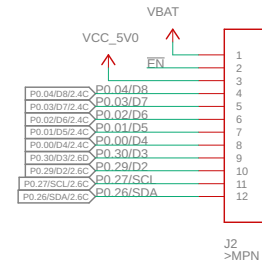 VBAT
VCC_5V0
1
EN 2
3
P0.04/D8/2.4C P0.04/D8 4
P0.03/D7/2.4C P0.03/D7 5
P0.02/D6/2.4C P0.02/D6 6
P0.01/D5/2.4C P0.01/D5 7
P0.00/D4/2.4C P0.00/D4 8
P0.30/D3/2.6D P0.30/D3 9
P0.29/D2/2.6C P0.29/D2 10
P0.27/SCL/2.6C P0.27/SCL 11
P0.26/SDA/2.6C P0.26/SDA 12
J2
>MPN